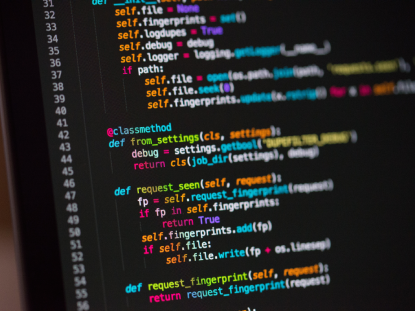 31 def __init__(self,
32 self.file = None
33 self.fingerprints = set()
34 self.logdupes = True
35 self.debug = debug
36 self.logger = logging.getLogger(__name__)
37 if path:
38 self.file = open(os.path.join(path, 'requests.seen'),
39 self.file.seek(0)
40 self.fingerprints.update(x.rstrip() for x in self.file
41
42 @classmethod
43 def from_settings(cls, settings):
44 debug = settings.getbool('DUPEFILTER_DEBUG')
45 return cls(job_dir(settings), debug)
46
47 def request_seen(self, request):
48 fp = self.request_fingerprint(request)
49 if fp in self.fingerprints:
50 return True
51 self.fingerprints.add(fp)
52 if self.file:
53 self.file.write(fp + os.linesep)
54
55 def request_fingerprint(self, request):
56 return request_fingerprint(request)